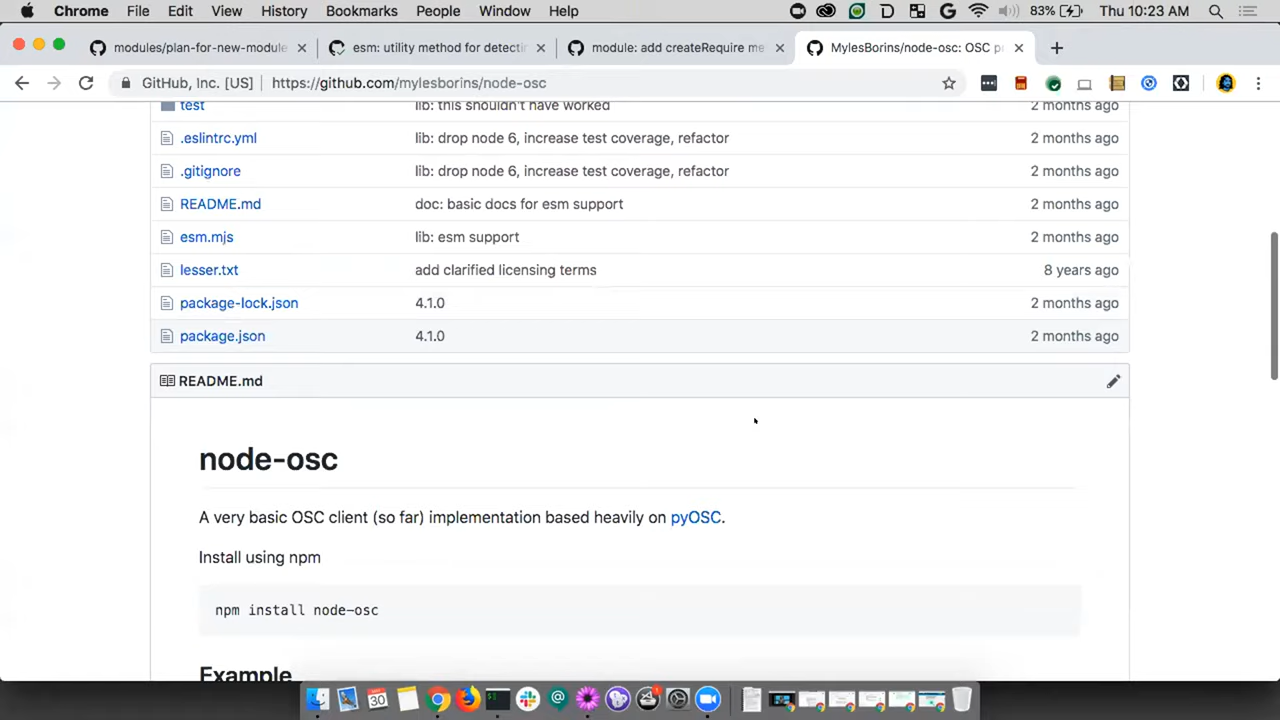 Chrome File Edit View History Bookmarks People Window Help 83% Thu 10:23 AM
modules/plan-for-new-module
esm: utility method for detecti
module: add createRequire me
MylesBorins/node-osc: OSC p
GitHub, Inc. [US] https://github.com/mylesborins/node-osc
test lib: this shouldn't have worked 2 months ago
.eslintrc.yml lib: drop node 6, increase test coverage, refactor 2 months ago
.gitignore lib: drop node 6, increase test coverage, refactor 2 months ago
README.md doc: basic docs for esm support 2 months ago
esm.mjs lib: esm support 2 months ago
lesser.txt add clarified licensing terms 8 years ago
package-lock.json 4.1.0 2 months ago
package.json 4.1.0 2 months ago
README.md
node-osc
A very basic OSC client (so far) implementation based heavily on pyOSC.
Install using npm
npm install node-osc
Example
30